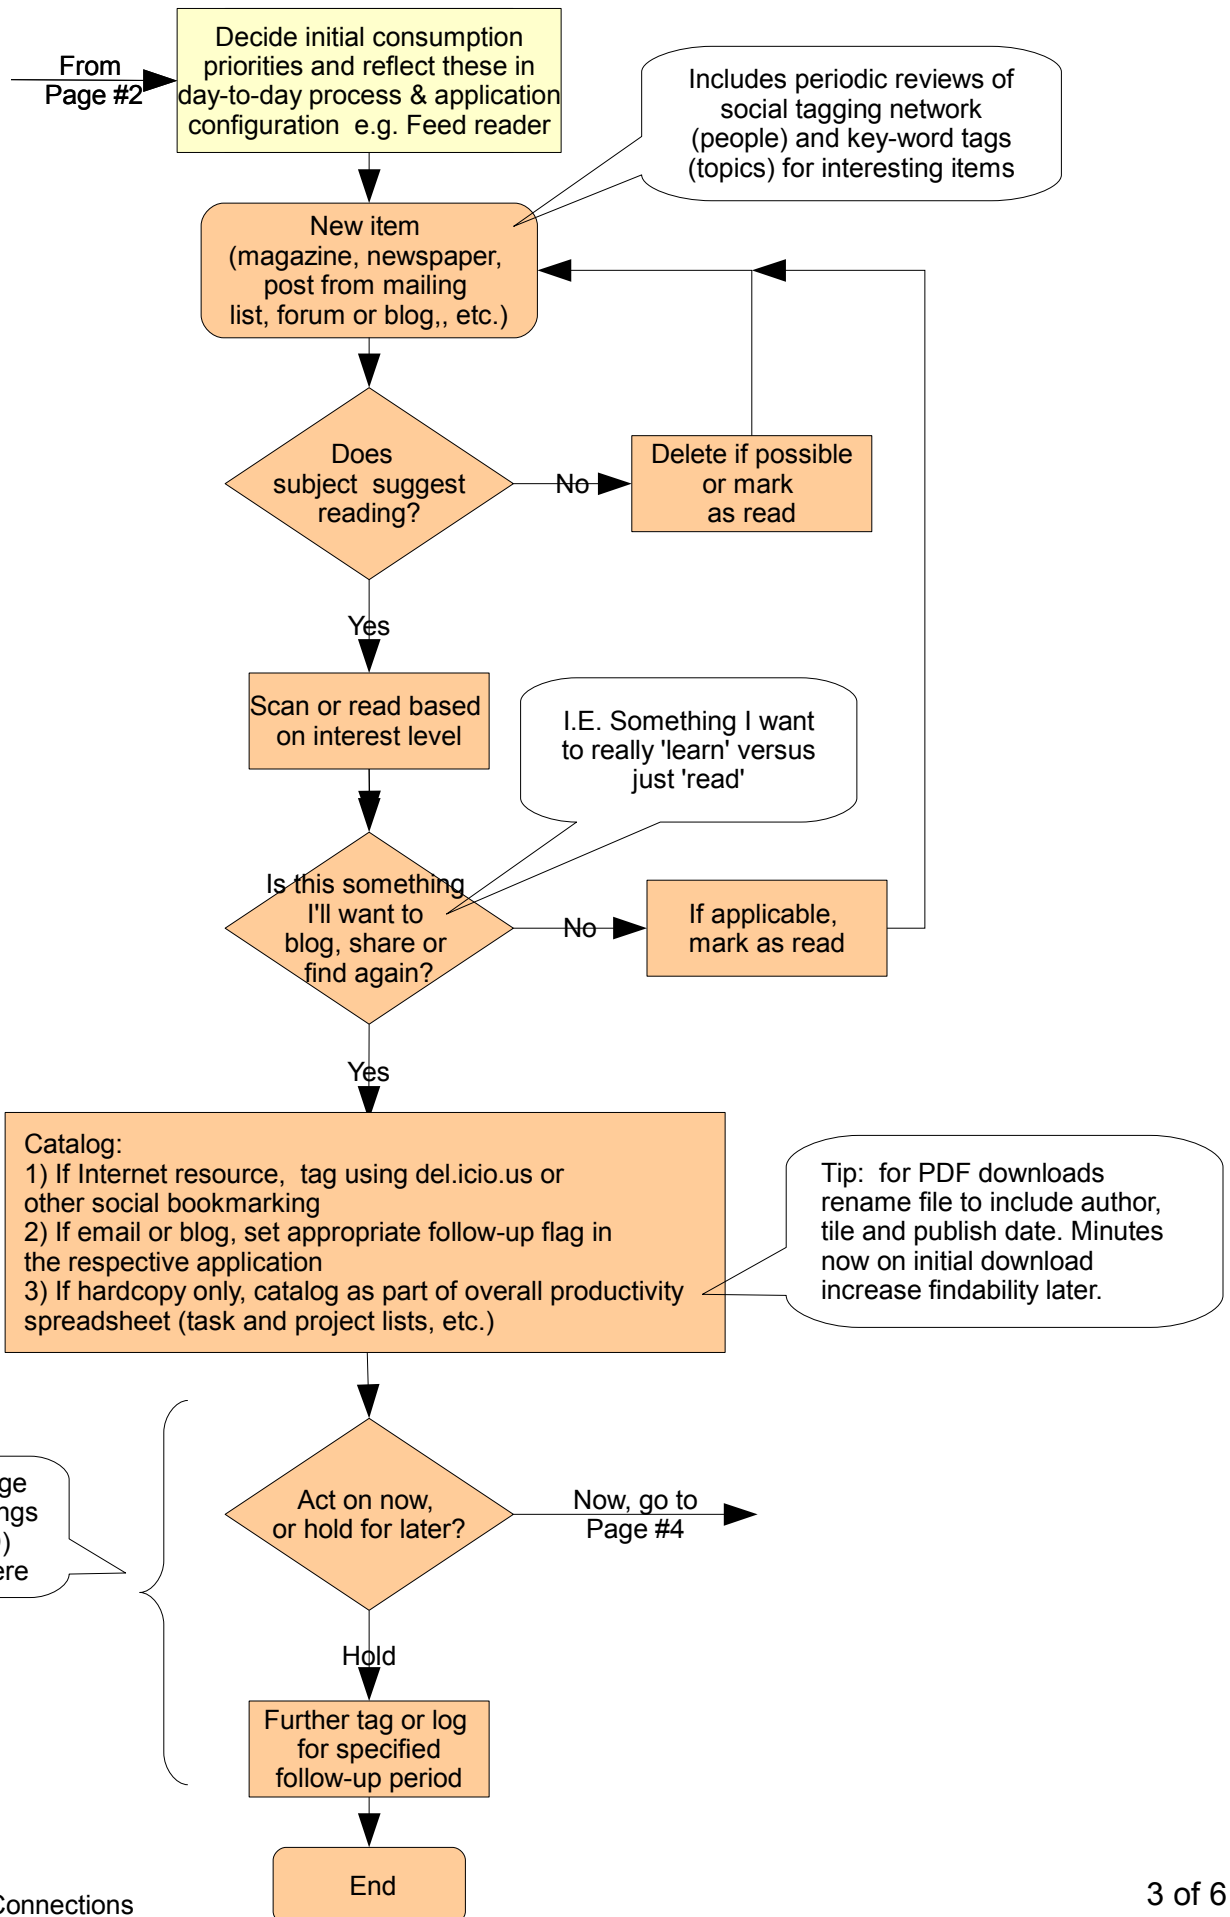 From
Page #2
Decide initial consumption
priorities and reflect these in
day-to-day process & application
configuration e.g. Feed reader
Includes periodic reviews of
social tagging network
(people) and key-word tags
(topics) for interesting items
New item
(magazine, newspaper,
post from mailing
list, forum or blog,, etc.)
Does
subject suggest
reading?
No
Delete if possible
or mark
as read
Yes
Scan or read based
on interest level
I.E. Something I want
to really 'learn' versus
just 'read'
Is this something
I'll want to
blog, share or
find again?
No
If applicable,
mark as read
Yes
Catalog:
1) If Internet resource, tag using del.icio.us or
other social bookmarking
2) If email or blog, set appropriate follow-up flag in
the respective application
3) If hardcopy only, catalog as part of overall productivity
spreadsheet (task and project lists, etc.)
Tip: for PDF downloads
rename file to include author,
tile and publish date. Minutes
now on initial download
increase findability later.
Act on now,
or hold for later?
Now, go to
Page #4
Hold
Further tag or log
for specified
follow-up period
End
Connections
3 of 6